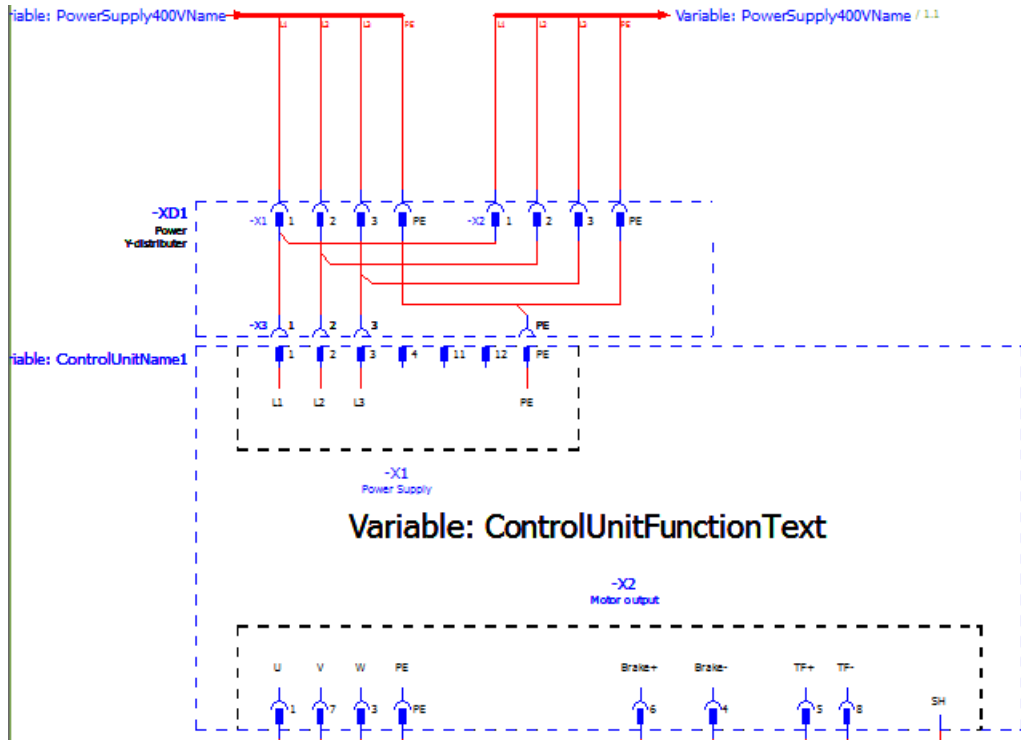 riable: PowerSupply400VName
Variable: PowerSupply400VName / 1.1
L1 L2 L3 PE L1 L2 L3 PE
-XD1
Power
Y-distributer
-X1 1 2 3 PE -X2 1 2 3 PE
-X3 1 2 3 PE
riable: ControlUnitName1
1 2 3 4 11 12 PE
L1 L2 L3 PE
-X1
Power Supply
Variable: ControlUnitFunctionText
-X2
Motor output
U V W PE Brake+ Brake- TF+ TF-
SH
1 7 3 PE 6 4 5 8